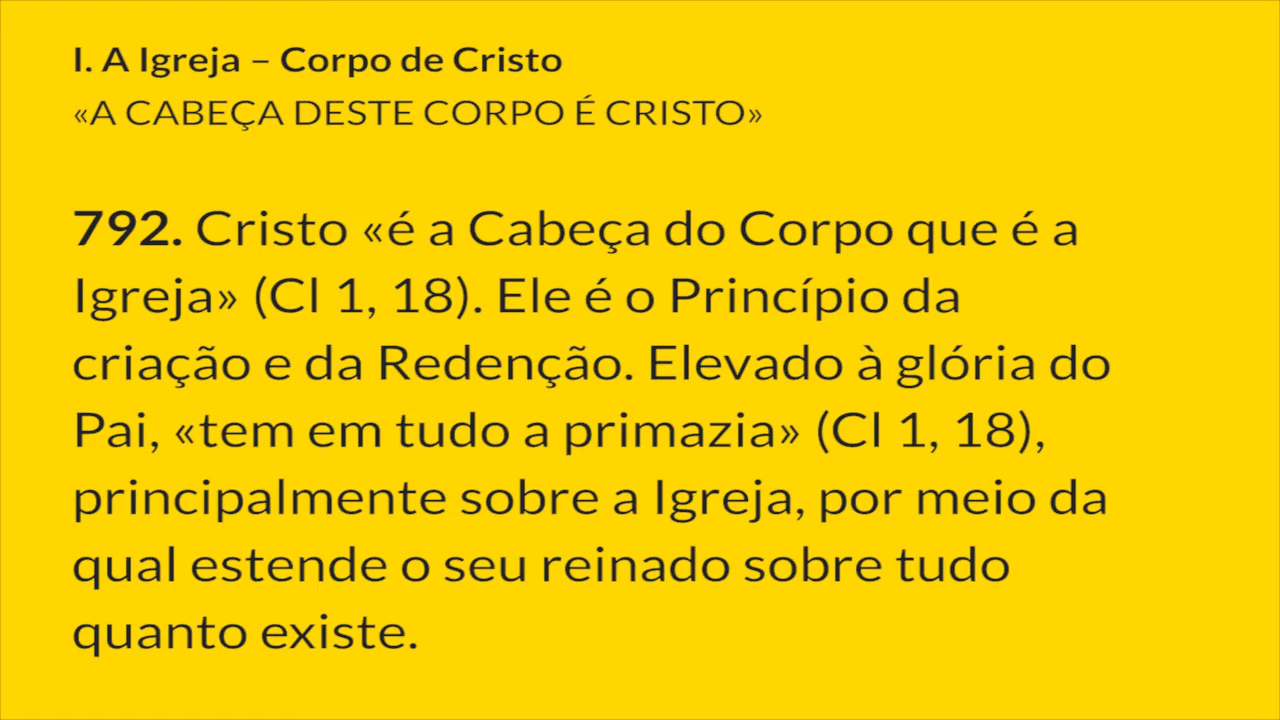 I. A Igreja – Corpo de Cristo
«A CABEÇA DESTE CORPO É CRISTO»
792. Cristo «é a Cabeça do Corpo que é a
Igreja» (Cl 1, 18). Ele é o Princípio da
criação e da Redenção. Elevado à glória do
Pai, «tem em tudo a primazia» (Cl 1, 18),
principalmente sobre a Igreja, por meio da
qual estende o seu reinado sobre tudo
quanto existe.